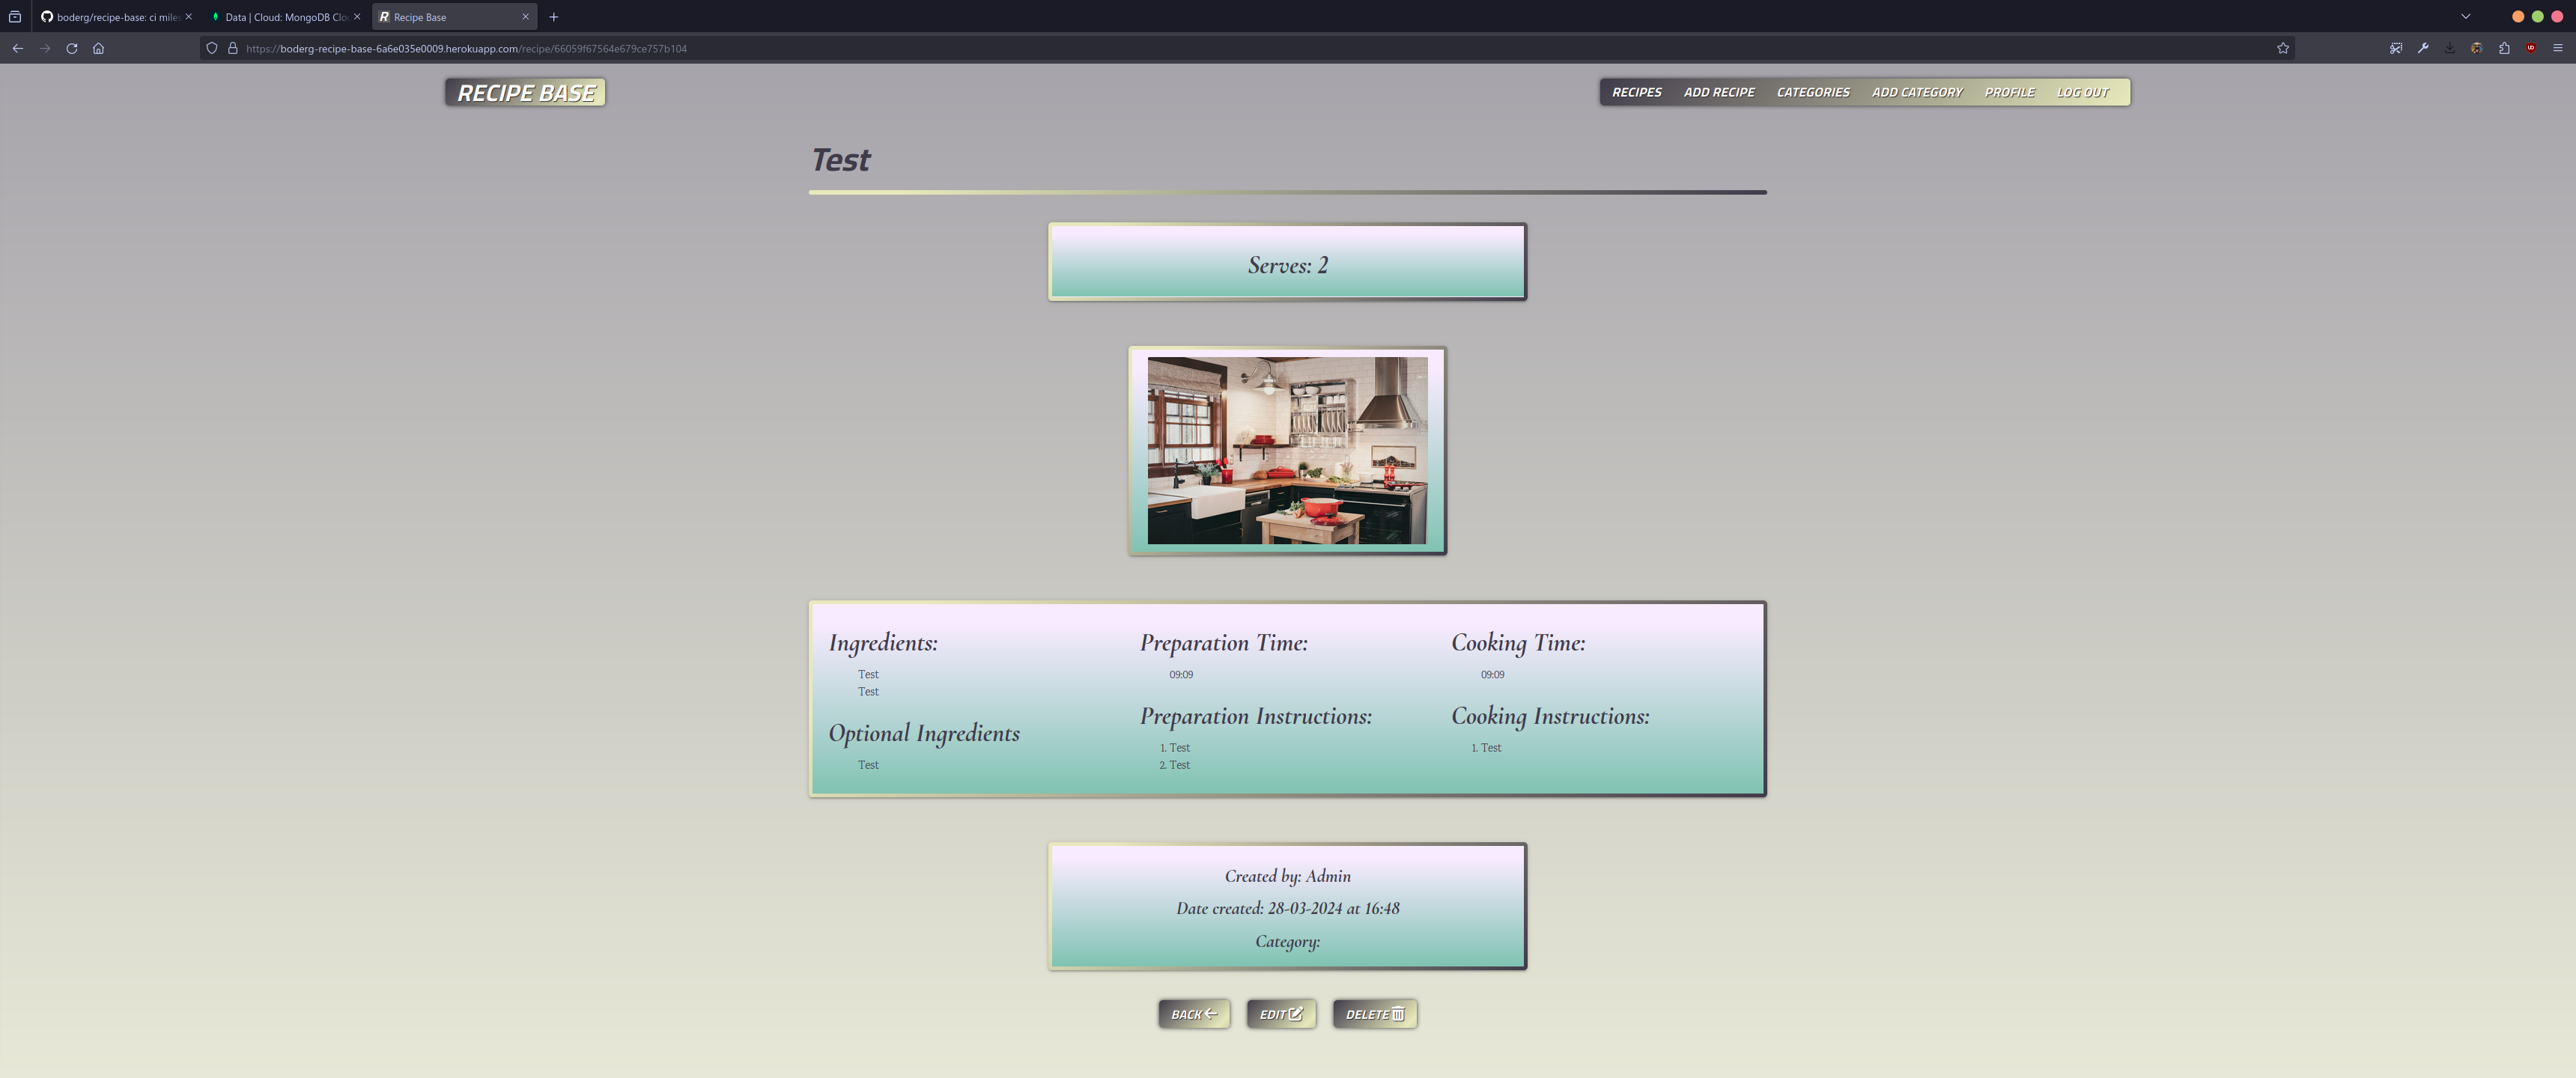 boderg/recipe-base: ci miles
Data | Cloud: MongoDB Clo
Recipe Base
https://boderg-recipe-base-6a6e035e0009.herokuapp.com/recipe/66059f67564e679ce757b104
RECIPE BASE
RECIPES ADD RECIPE CATEGORIES ADD CATEGORY PROFILE LOG OUT
Test
Serves: 2
Ingredients:
Test
Test
Optional Ingredients
Test
Preparation Time:
09:09
Preparation Instructions:
1. Test
2. Test
Cooking Time:
09:09
Cooking Instructions:
1. Test
Created by: Admin
Date created: 28-03-2024 at 16:48
Category:
BACK EDIT DELETE